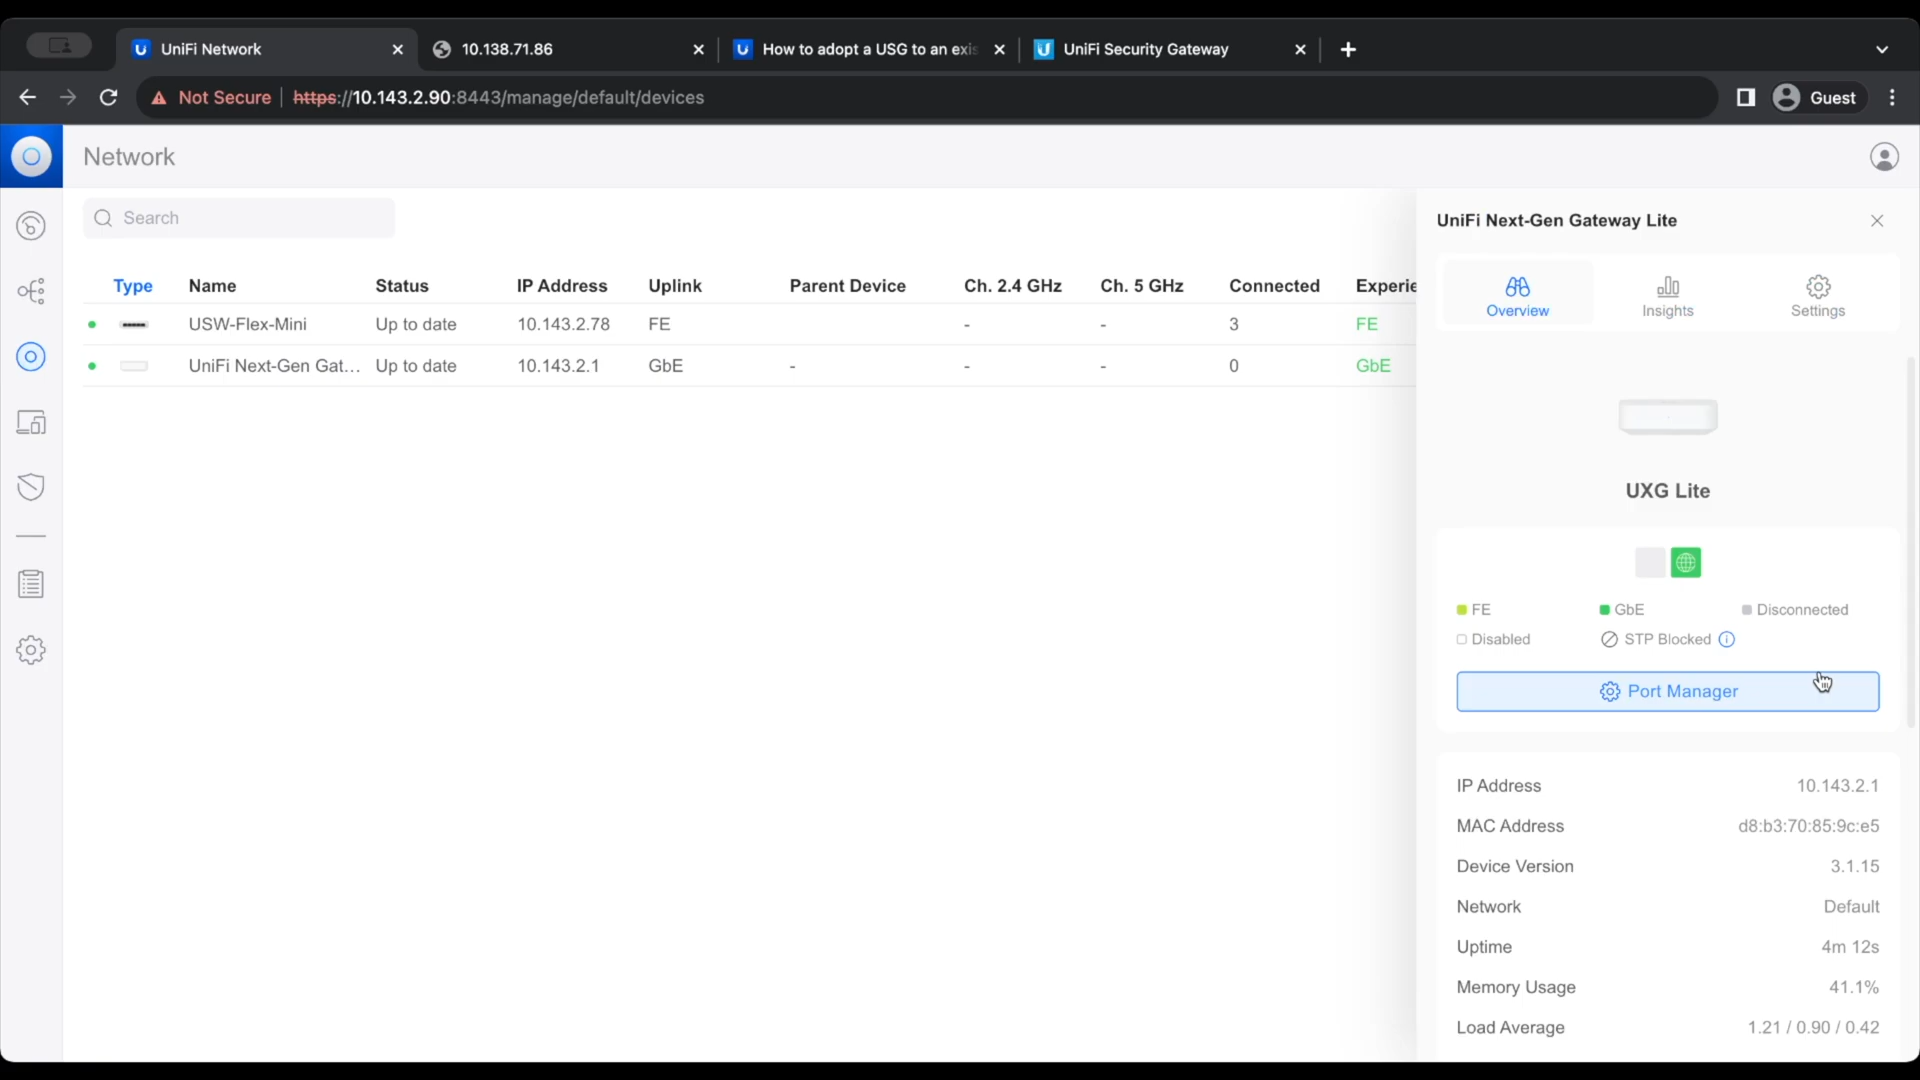 UniFi Network
10.138.71.86
How to adopt a USG to an exis
UniFi Security Gateway
Not Secure
https://10.143.2.90:8443/manage/default/devices
Guest
Network
Search
Type Name Status IP Address Uplink Parent Device Ch. 2.4 GHz Ch. 5 GHz Connected Experie
USW-Flex-Mini Up to date 10.143.2.78 FE - - 3 FE
UniFi Next-Gen Gat... Up to date 10.143.2.1 GbE - - - 0 GbE
UniFi Next-Gen Gateway Lite
Overview Insights Settings
UXG Lite
FE GbE Disconnected
Disabled STP Blocked
Port Manager
IP Address 10.143.2.1
MAC Address d8:b3:70:85:9c:e5
Device Version 3.1.15
Network Default
Uptime 4m 12s
Memory Usage 41.1%
Load Average 1.21 / 0.90 / 0.42